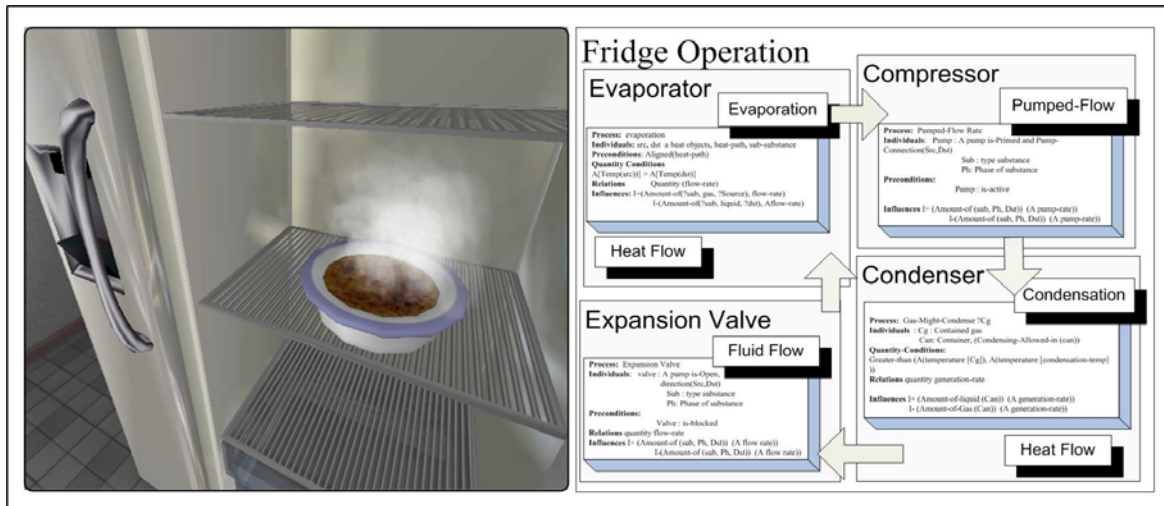 Fridge Operation
Evaporator
Evaporation
Process: evaporation
Individuals: src, dst a heat objects, heat-path, sub-substance
Preconditions: Aligned(heat-path)
Quantity Conditions
A[Temp(src))] > A[Temp(dst)]
Relations Quantity (flow-rate)
Influences: I+(Amount-of(?sub, gas, ?Source), flow-rate)
I-(Amount-of(?sub, liquid, ?dst), Aflow-rate)
Heat Flow
Compressor
Pumped-Flow
Process: Pumped-Flow Rate
Individuals: Pump : A pump is-Primed and Pump-
Connection(Src,Dst)
Sub : type substance
Ph: Phase of substance
Preconditions:
Pump : is-active
Influences I+ (Amount-of (sub, Ph, Dst)) (A pump-rate))
I-(Amount-of (sub, Ph, Dst)) (A pump-rate))
Condenser
Condensation
Process: Gas-Might-Condense ?Cg
Individuals : Cg : Contained gas
Can: Container, (Condensing-Allowed-in (can))
Quantity-Conditions:
Greater-than (A(temperature [Cg]), A(temperature [condensation-temp]
))
Relations quantity generation-rate
Influences I+ (Amount-of-liquid (Can)) (A generation-rate))
I- (Amount-of-Gas (Can)) (A generation-rate))
Heat Flow
Expansion Valve
Fluid Flow
Process: Expansion Valve
Individuals: valve : A pump is-Open,
direction(Src,Dst)
Sub : type substance
Ph: Phase of substance
Preconditions:
Valve : is-blocked
Relations quantity flow-rate
Influences I+ (Amount-of (sub, Ph, Dst)) (A flow rate))
I-(Amount-of (sub, Ph, Dst)) (A flow rate))